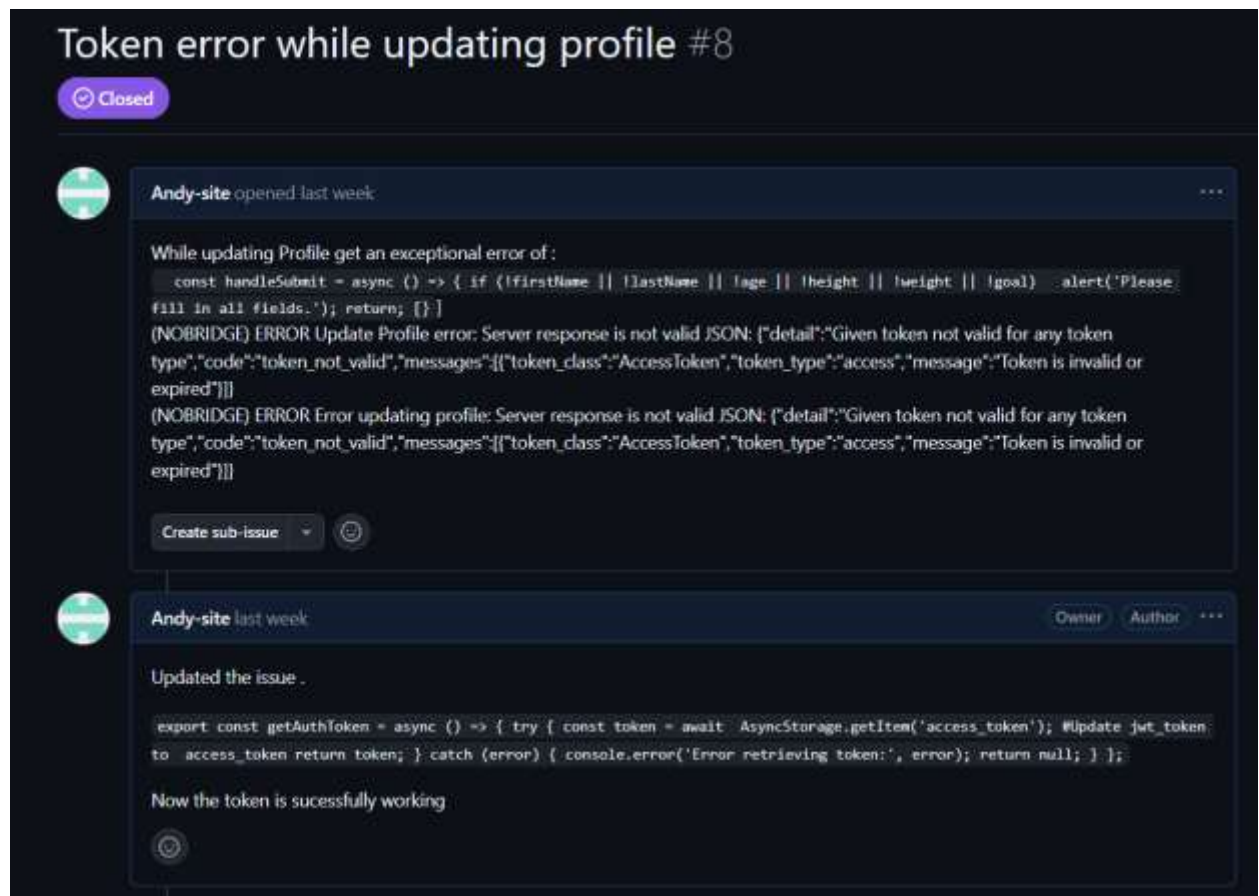 Token error while updating profile #8
Closed
Andy-site opened last week
While updating Profile get an exceptional error of :
const handleSubmit = async () => { if (!firstName || !lastName || !age || !height || !weight || !goal) alert('Please
fill in all fields.'); return; {} ]
(NOBRIDGE) ERROR Update Profile error: Server response is not valid JSON: {"detail":"Given token not valid for any token
type","code":"token_not_valid","messages":[{"token_class":"AccessToken","token_type":"access","message":"Token is invalid or
expired"}]}
(NOBRIDGE) ERROR Error updating profile: Server response is not valid JSON: {"detail":"Given token not valid for any token
type","code":"token_not_valid","messages":[{"token_class":"AccessToken","token_type":"access","message":"Token is invalid or
expired"}]}
Create sub-issue
Andy-site last week
Owner Author
Updated the issue .
export const getAuthToken = async () => { try { const token = await AsyncStorage.getItem('access_token'); #Update jwt_token
to access_token return token; } catch (error) { console.error('Error retrieving token:', error); return null; } };
Now the token is sucessfully working